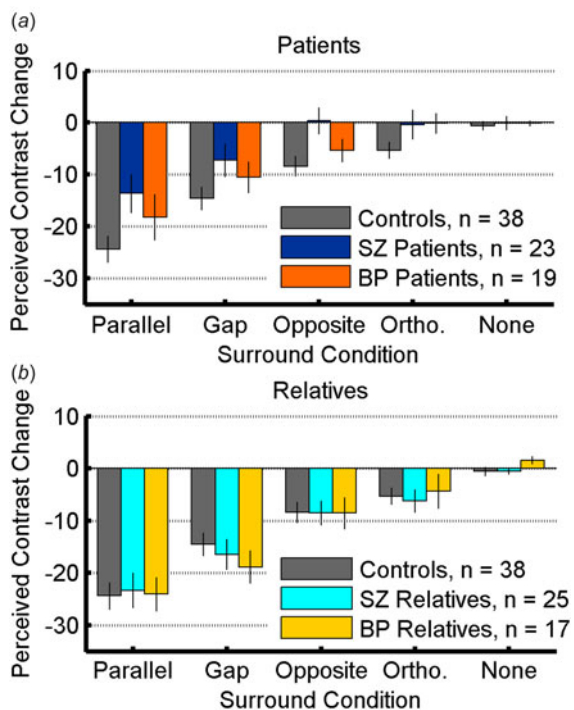 (a)
Patients
Perceived Contrast Change
10
0
-10
-20
-30
Controls, n = 38
SZ Patients, n = 23
BP Patients, n = 19
Parallel Gap Opposite Ortho. None
Surround Condition
(b)
Relatives
Perceived Contrast Change
10
0
-10
-20
-30
Controls, n = 38
SZ Relatives, n = 25
BP Relatives, n = 17
Parallel Gap Opposite Ortho. None
Surround Condition